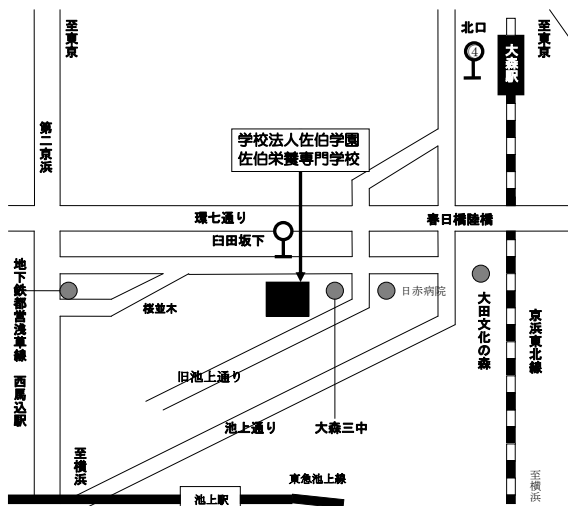 至東京
北口
④
大森駅
至東京
第二京浜
学校法人佐伯学園
佐伯栄養専門学校
環七通り
春日橋陸橋
臼田坂下
地下鉄都営浅草線 西馬込駅
桜並木
日赤病院
大田文化の森
京浜東北線
旧池上通り
池上通り
大森三中
至横浜
東急池上線
至横浜
池上駅